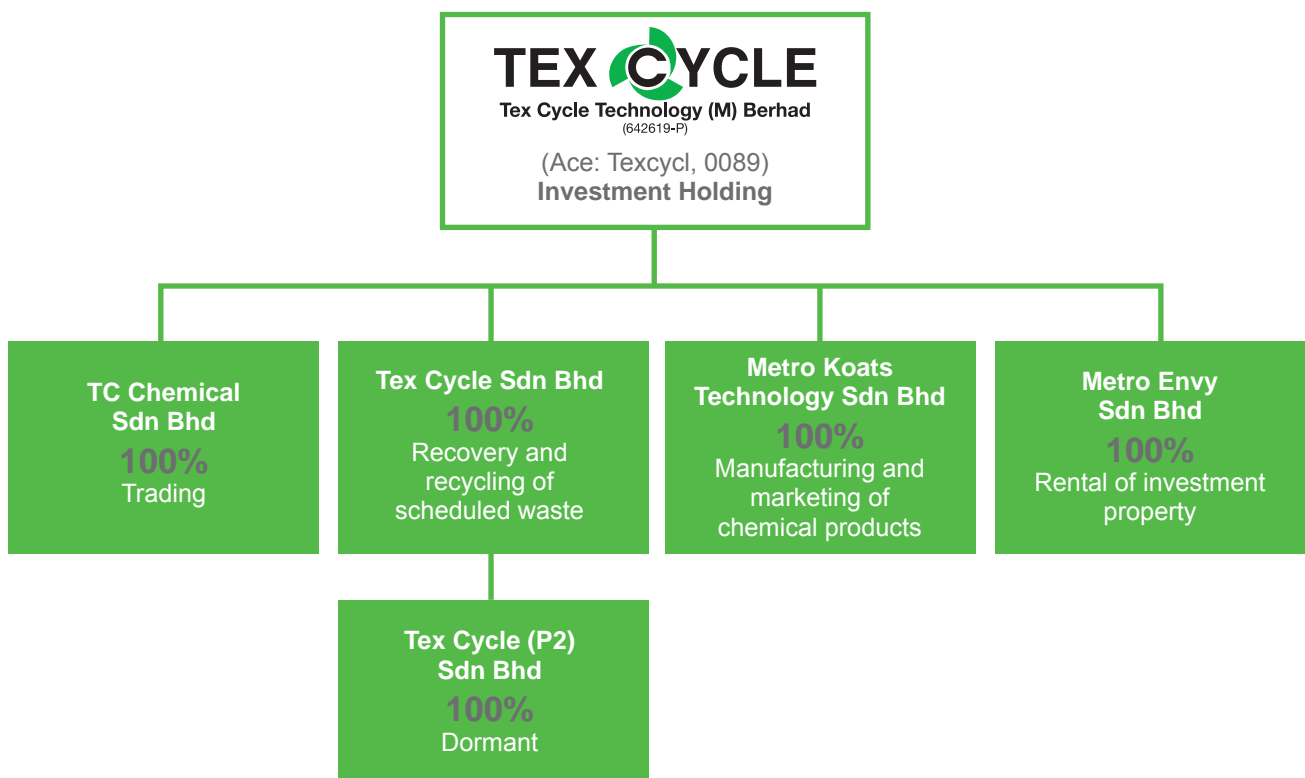 TEX CYCLE
Tex Cycle Technology (M) Berhad
(642619-P)
(Ace: Texcycl, 0089)
Investment Holding
TC Chemical
Sdn Bhd
100%
Trading
Tex Cycle Sdn Bhd
100%
Recovery and
recycling of
scheduled waste
Metro Koats
Technology Sdn Bhd
100%
Manufacturing and
marketing of
chemical products
Metro Envy
Sdn Bhd
100%
Rental of investment
property
Tex Cycle (P2)
Sdn Bhd
100%
Dormant